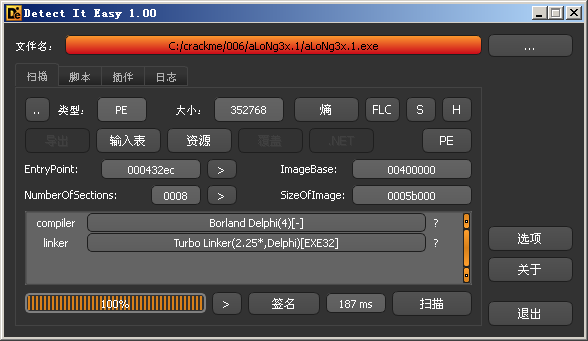 Detect It Easy 1.00
文件名: C:/crackme/006/aLoNg3x.1/aLoNg3x.1.exe ...
扫描 脚本 插件 日志
.. 类型: PE 大小: 352768 熵 FLC S H
导出 输入表 资源 覆盖 .NET PE
EntryPoint: 000432ec > ImageBase: 00400000
NumberOfSections: 0008 > SizeOfImage: 0005b000
compiler Borland Delphi(4)[-] ?
linker Turbo Linker(2.25*,Delphi)[EXE32] ?
选项
关于
100% > 签名 187 ms 扫描
退出